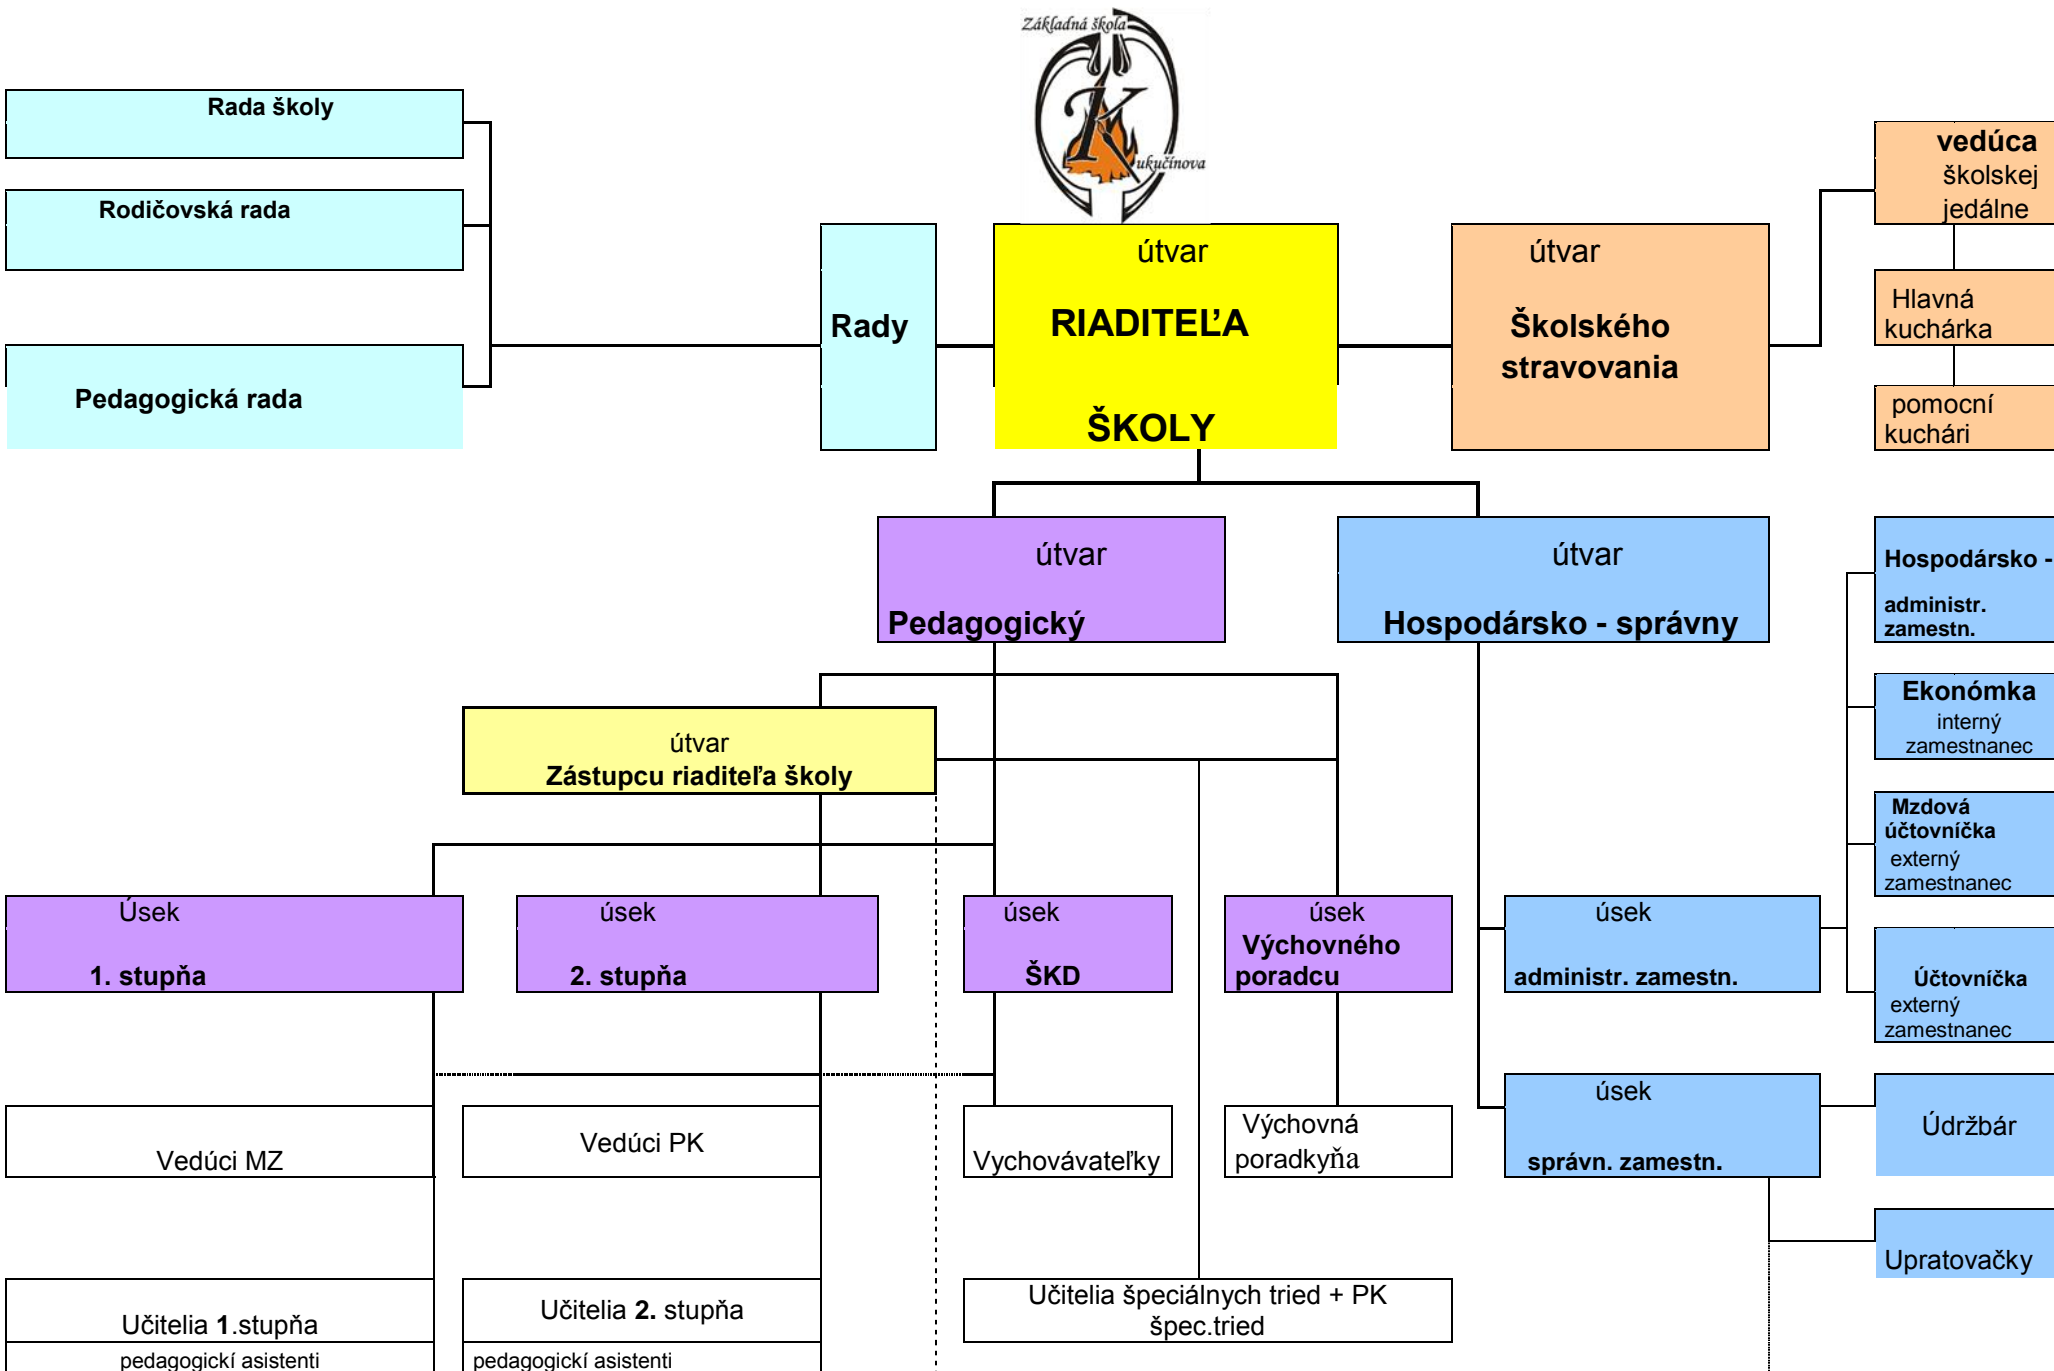 Základná škola
K
ukučínova
Rada školy
Rodičovská rada
Pedagogická rada
Rady
útvar
RIADITEĽA
ŠKOLY
útvar
Školského
stravovania
vedúca
školskej
jedálne
Hlavná
kuchárka
pomocní
kuchári
útvar
Pedagogický
útvar
Hospodársko - správny
Hospodársko -
administr.
zamestn.
Ekonómka
interný
zamestnanec
Mzdová
účtovníčka
externý
zamestnanec
Účtovníčka
externý
zamestnanec
útvar
Zástupcu riaditeľa školy
Úsek
1. stupňa
úsek
2. stupňa
úsek
ŠKD
úsek
Výchovného
poradcu
úsek
administr. zamestn.
úsek
správn. zamestn.
Údržbár
Upratovačky
Vedúci MZ
Vedúci PK
Vychovávateľky
Výchovná
poradkyňa
Učitelia 1.stupňa
pedagogickí asistenti
Učitelia 2. stupňa
pedagogickí asistenti
Učitelia špeciálnych tried + PK
špec.tried